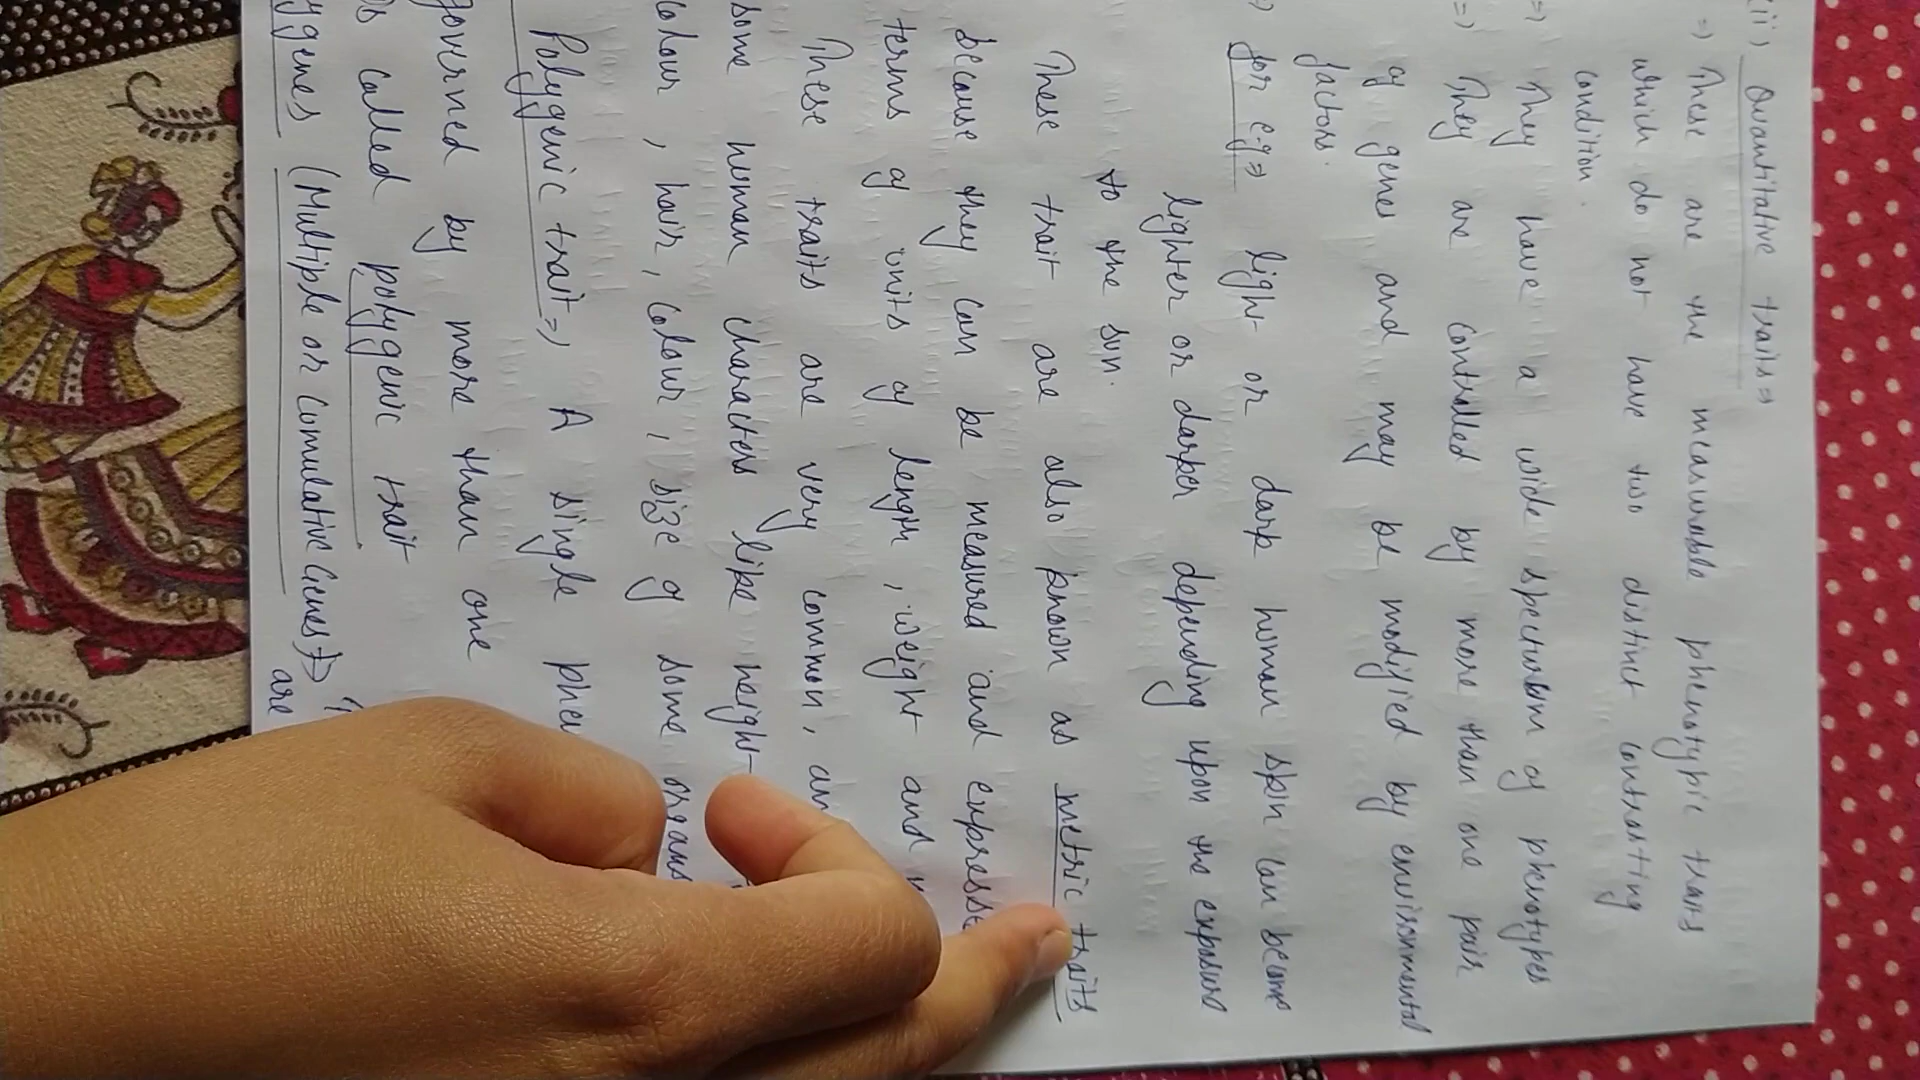 (ii) Quantitative traits ⇒
⇒) These are the measurable phenotypic traits
which do not have two distinct contrasting
condition.
⇒ They have a wide spectrum of phenotypes
⇒) They are controlled by more than one pair
of genes and may be modified by environmental
factors.
⇒) for eg ⇒ light or dark human skin can become
lighter or darker depending upon the exposure
to the sun.
These trait are also known as metric traits
because they can be measured and expresse
terms of units of length, weight and
These traits are very common, an
some human characters like height
colour, hair, colour, size of some organs
Polygenic trait ⇒, A single phen
governed by more than one
is called polygenic trait
ygenes (Multiple or Cumulative Genes) ⇒
are